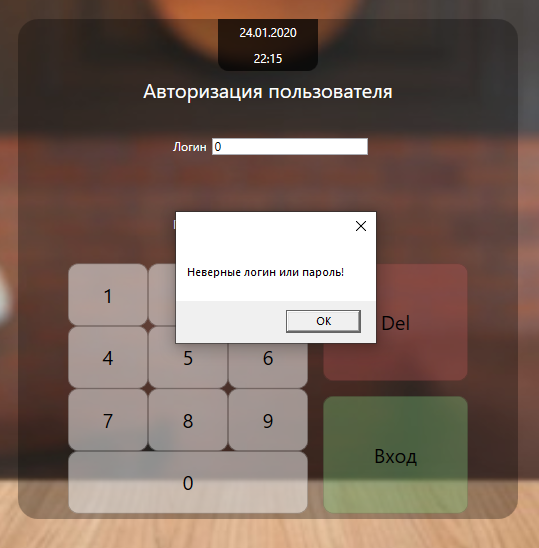 24.01.2020
22:15
Авторизация пользователя
Логин 0
Неверные логин или пароль!
OK
1
Del
4 5 6
7 8 9
Вход
0